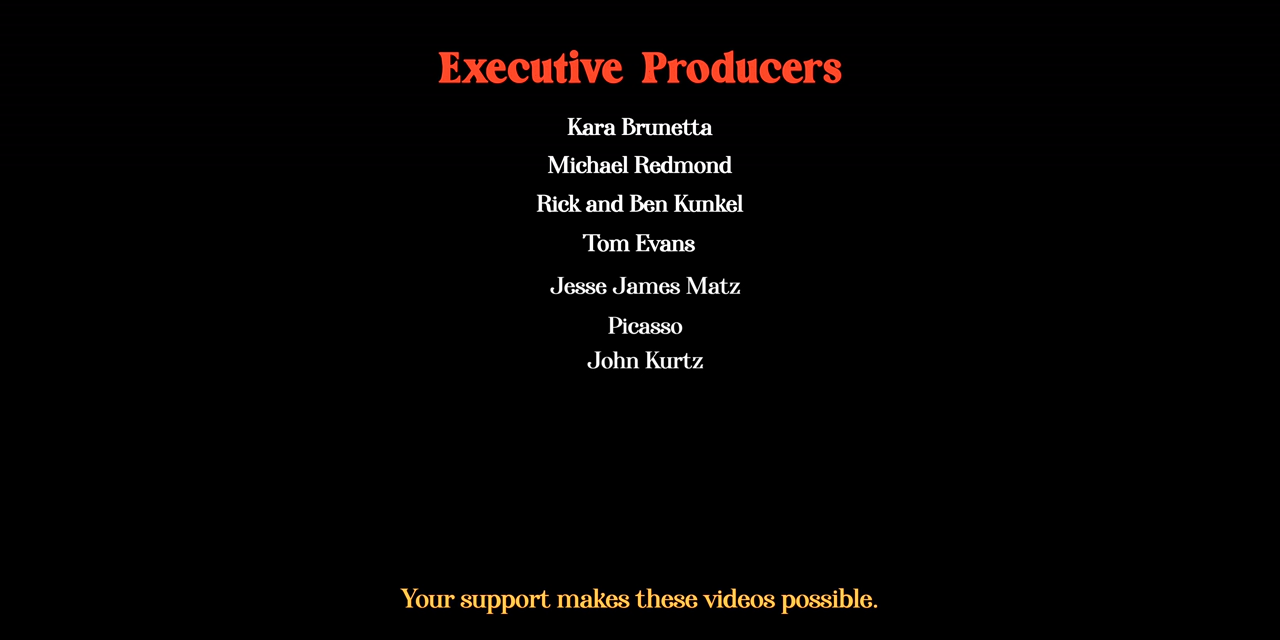 Executive Producers
Kara Brunetta
Michael Redmond
Rick and Ben Kunkel
Tom Evans
Jesse James Matz
Picasso
John Kurtz
Your support makes these videos possible.